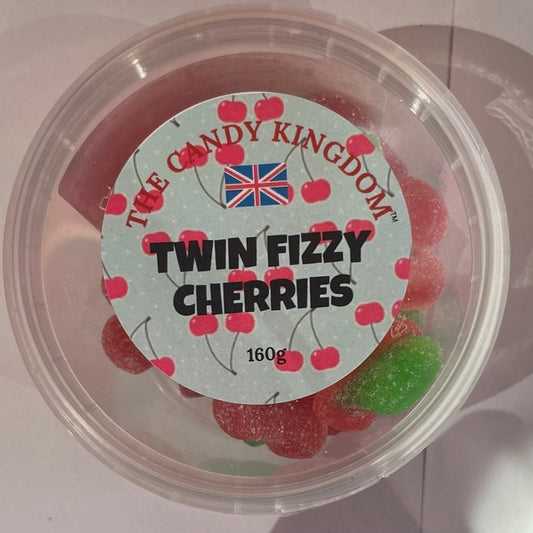 THE CANDY KINGDOM™
TWIN FIZZY
CHERRIES
160g